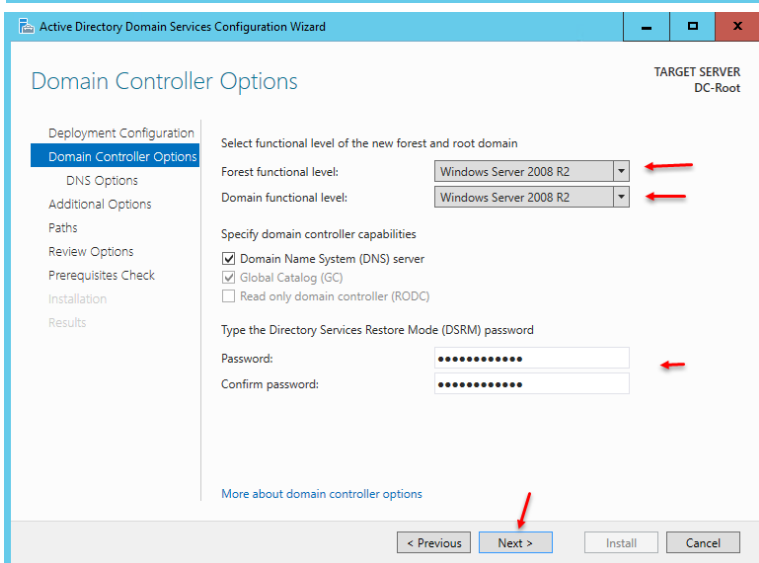 Active Directory Domain Services Configuration Wizard
Domain Controller Options
TARGET SERVER
DC-Root
Deployment Configuration
Domain Controller Options
DNS Options
Additional Options
Paths
Review Options
Prerequisites Check
Installation
Results
Select functional level of the new forest and root domain
Forest functional level: Windows Server 2008 R2
Domain functional level: Windows Server 2008 R2
Specify domain controller capabilities
Domain Name System (DNS) server
Global Catalog (GC)
Read only domain controller (RODC)
Type the Directory Services Restore Mode (DSRM) password
Password: ••••••••••••
Confirm password: ••••••••••••
More about domain controller options
< Previous Next > Install Cancel